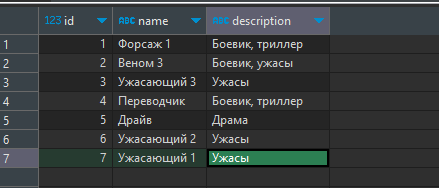 123 id ABC name ABC description
1 1 Форсаж 1 Боевик, триллер
2 2 Веном 3 Боевик, ужасы
3 3 Ужасающий 3 Ужасы
4 4 Переводчик Боевик, триллер
5 5 Драйв Драма
6 6 Ужасающий 2 Ужасы
7 7 Ужасающий 1 Ужасы